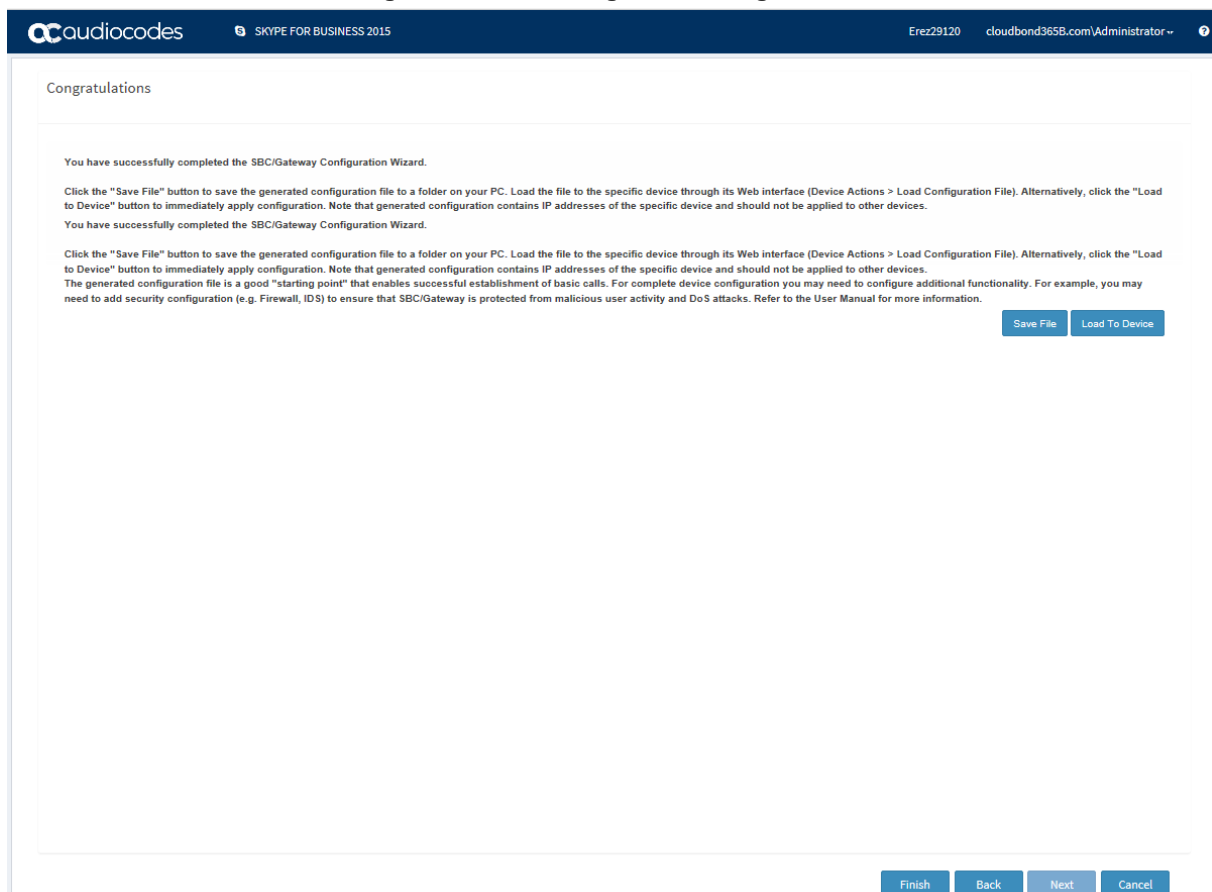 audiocodes SKYPE FOR BUSINESS 2015 Erez29120 cloudbond365B.com\Administrator
Congratulations
You have successfully completed the SBC/Gateway Configuration Wizard.
Click the "Save File" button to save the generated configuration file to a folder on your PC. Load the file to the specific device through its Web interface (Device Actions > Load Configuration File). Alternatively, click the "Load
to Device" button to immediately apply configuration. Note that generated configuration contains IP addresses of the specific device and should not be applied to other devices.
You have successfully completed the SBC/Gateway Configuration Wizard.
Click the "Save File" button to save the generated configuration file to a folder on your PC. Load the file to the specific device through its Web interface (Device Actions > Load Configuration File). Alternatively, click the "Load
to Device" button to immediately apply configuration. Note that generated configuration contains IP addresses of the specific device and should not be applied to other devices.
The generated configuration file is a good "starting point" that enables successful establishment of basic calls. For complete device configuration you may need to configure additional functionality. For example, you may
need to add security configuration (e.g. Firewall, IDS) to ensure that SBC/Gateway is protected from malicious user activity and DoS attacks. Refer to the User Manual for more information.
Save File Load To Device
Finish Back Next Cancel